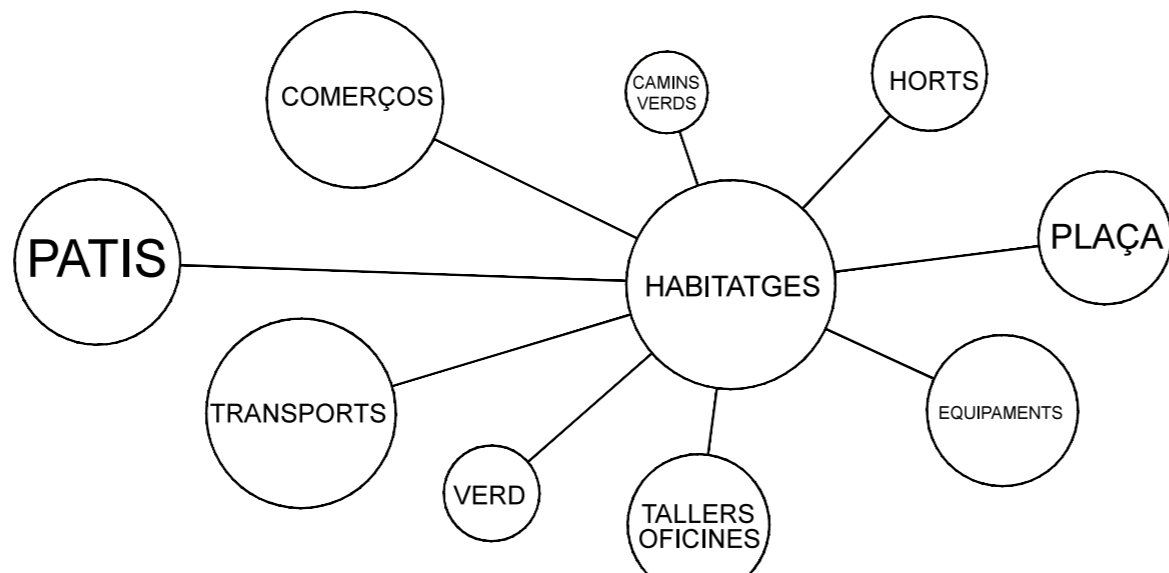 COMERÇOS
CAMINS
VERDS
HORTS
PATIS
PLAÇA
HABITATGES
TRANSPORTS
EQUIPAMENTS
VERD
TALLERS
OFICINES